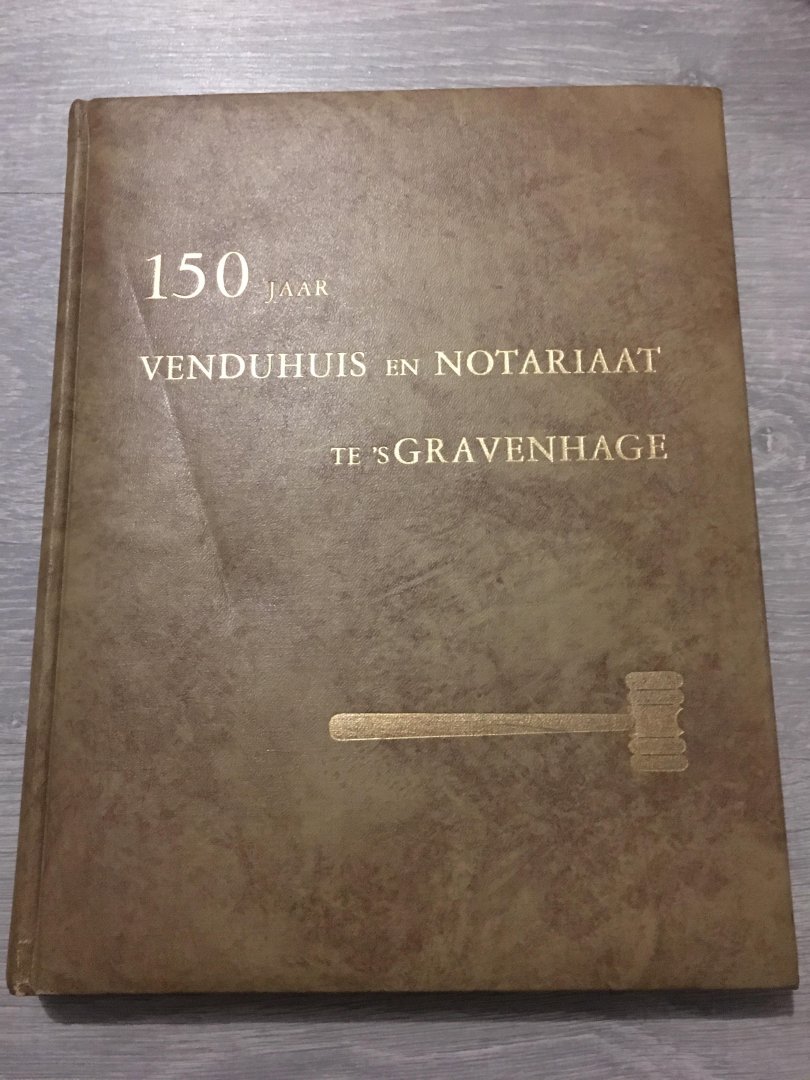 150 JAAR
VENDUHUIS EN NOTARIAAT
TE 'S GRAVENHAGE